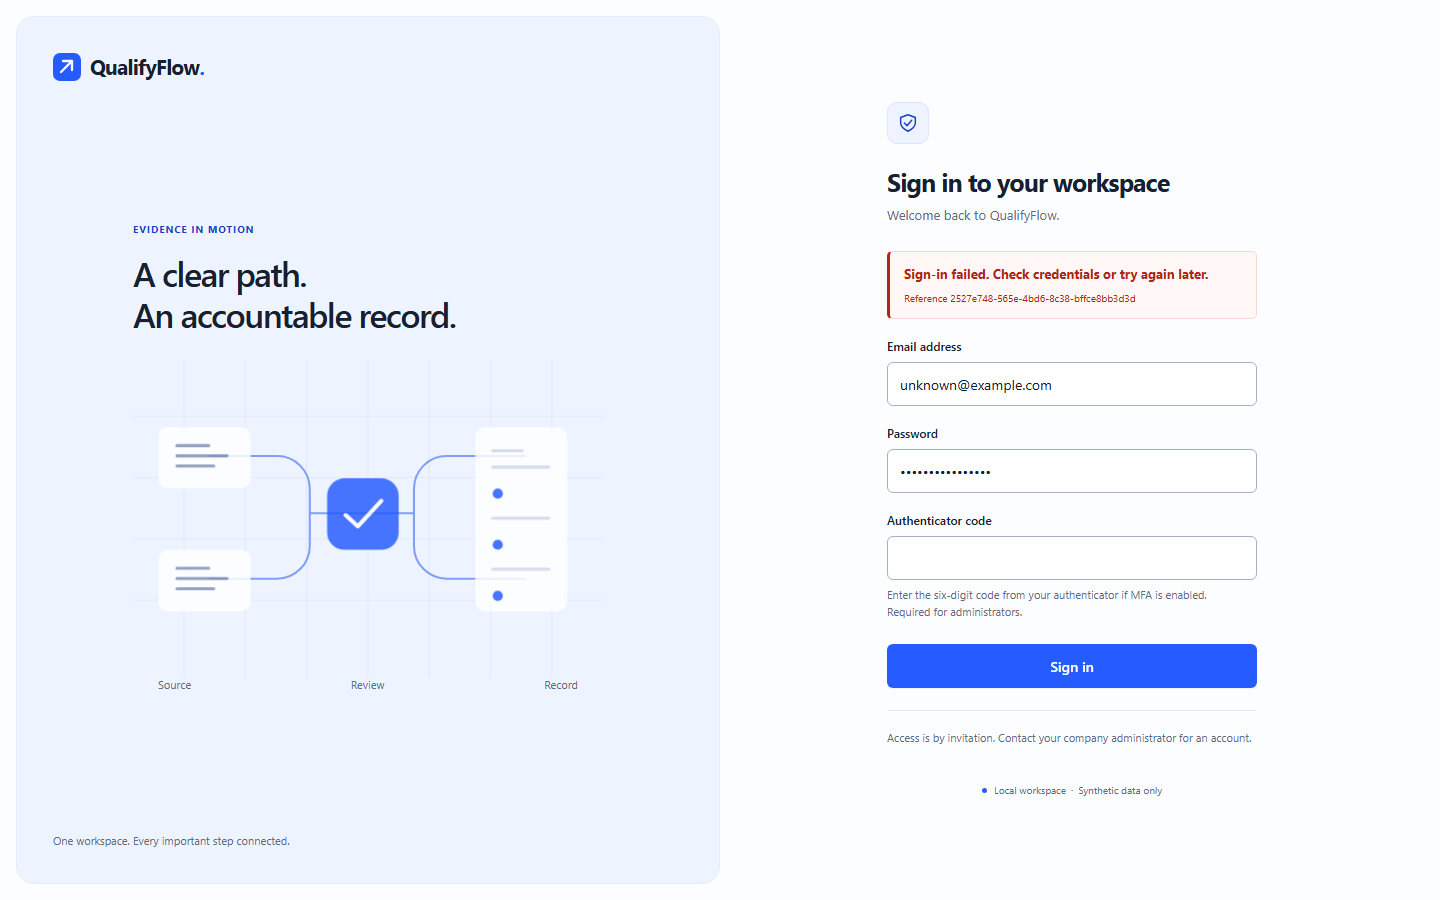 QualifyFlow.
EVIDENCE IN MOTION
A clear path.
An accountable record.
Source
Review
Record
One workspace. Every important step connected.
Sign in to your workspace
Welcome back to QualifyFlow.
Sign-in failed. Check credentials or try again later.
Reference 2527e748-565e-4bd6-8c38-bffce8bb3d3d
Email address
unknown@example.com
Password
••••••••••••••••
Authenticator code
Enter the six-digit code from your authenticator if MFA is enabled.
Required for administrators.
Sign in
Access is by invitation. Contact your company administrator for an account.
Local workspace · Synthetic data only